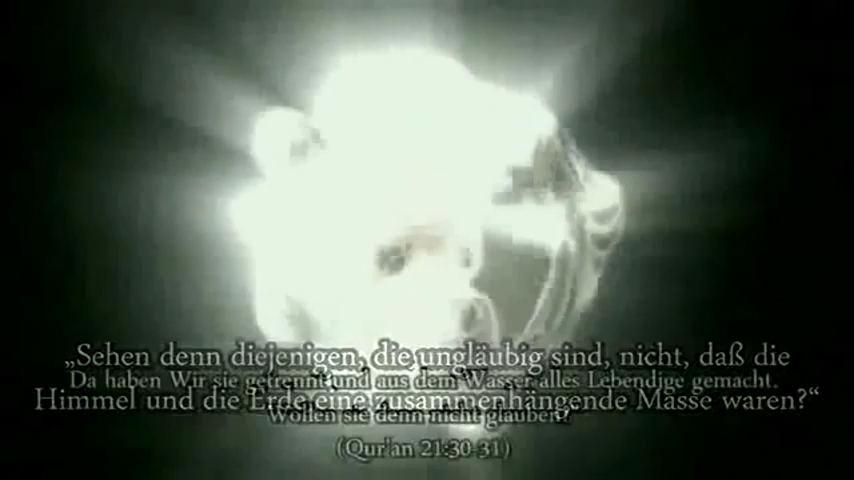 „Sehen denn diejenigen, die ungläubig sind, nicht, daß die
Da haben Wir sie getrennt und aus dem Wasser alles Lebendige gemacht.
Himmel und die Erde eine zusammenhängende Masse waren?“
Wollen sie denn nicht glauben?
(Qur'an 21:30-31)